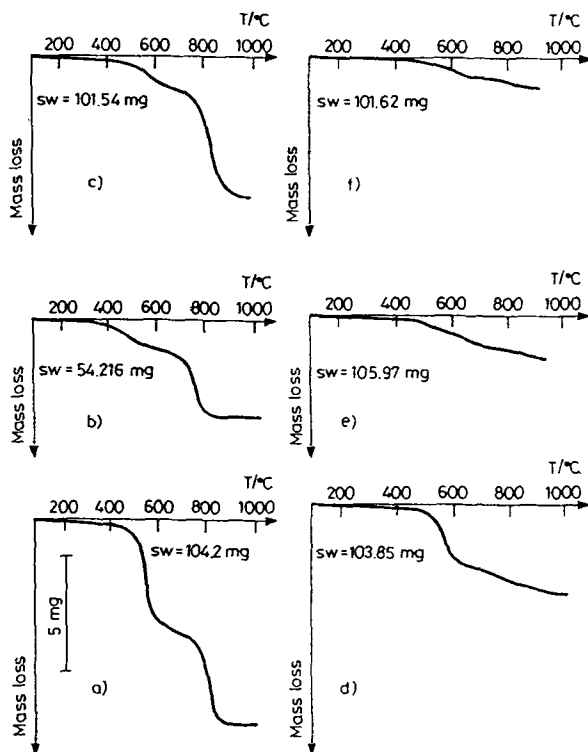 T/°C
200 400 600 800 1000
sw = 101.54 mg
Mass loss
c)
T/°C
200 400 600 800 1000
sw = 101.62 mg
Mass loss
f)
T/°C
200 400 600 800 1000
sw = 54.216 mg
Mass loss
b)
T/°C
200 400 600 800 1000
sw = 105.97 mg
Mass loss
e)
T/°C
200 400 600 800 1000
sw = 104.2 mg
5 mg
Mass loss
a)
T/°C
200 400 600 800 1000
sw = 103.85 mg
Mass loss
d)